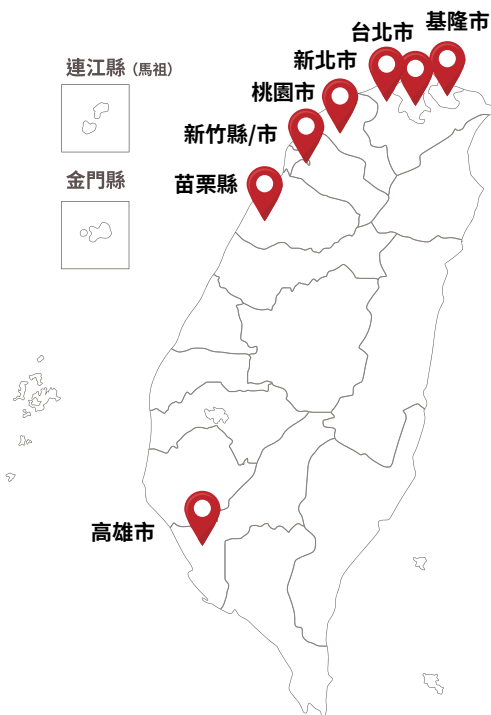 基隆市
台北市
新北市
連江縣（馬祖）
桃園市
新竹縣/市
金門縣
苗栗縣
高雄市